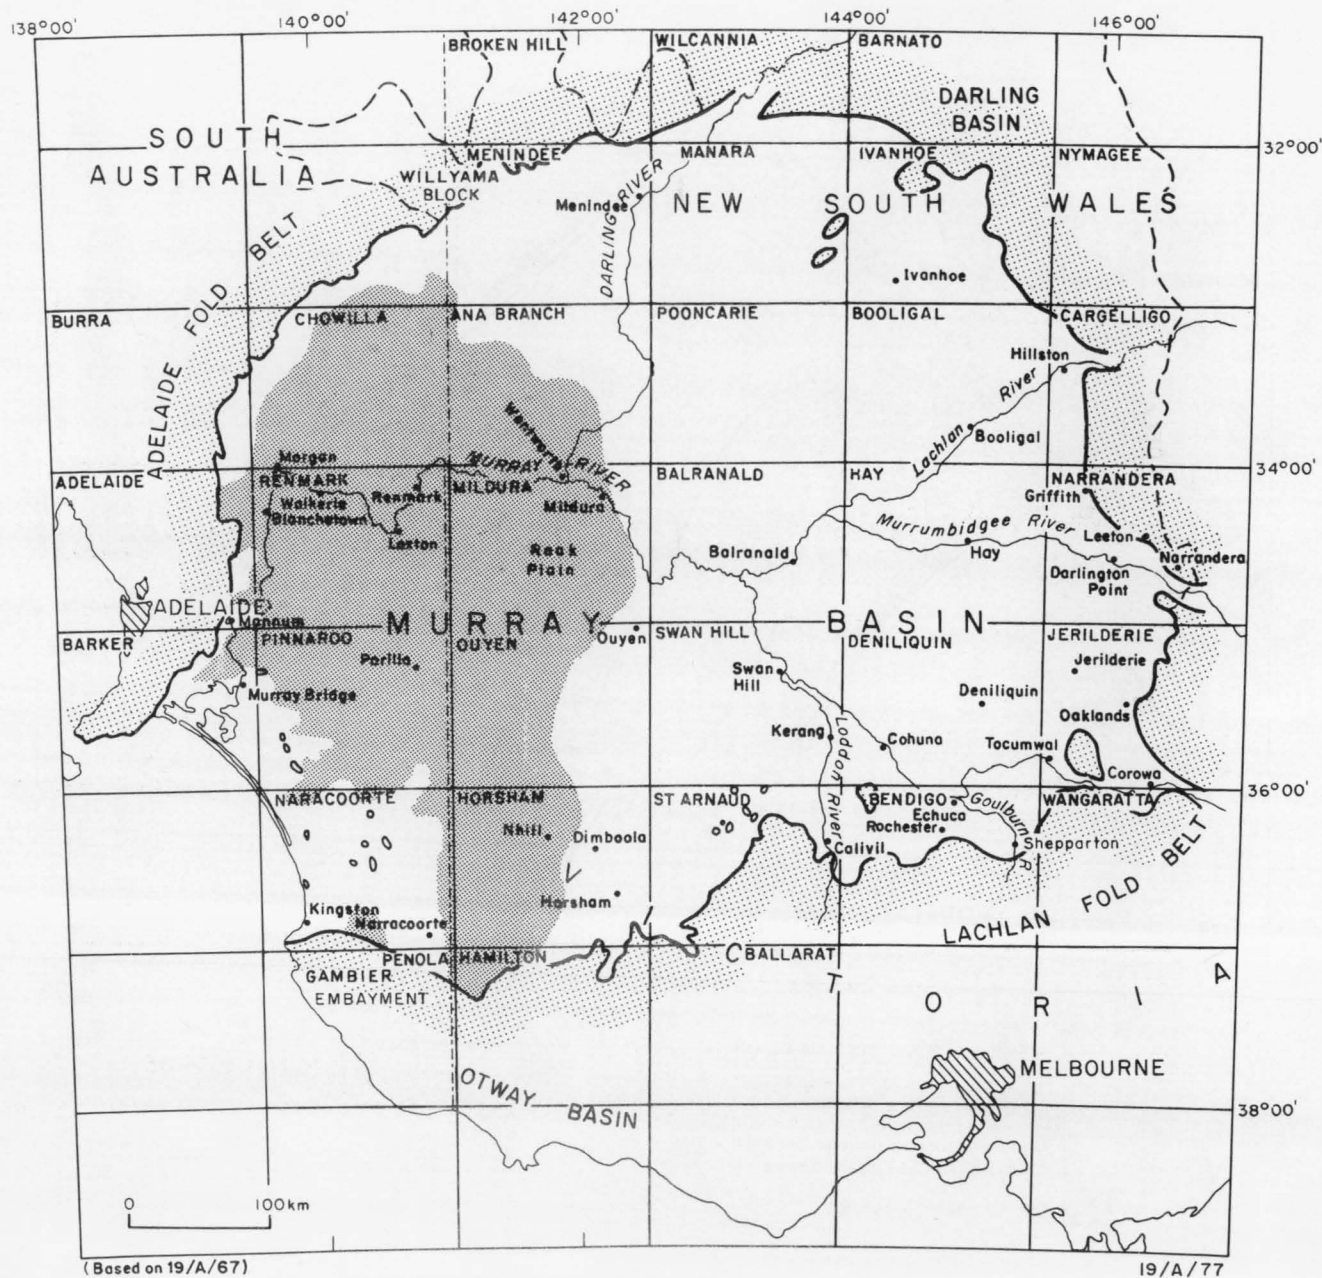 138°00'
140°00'
142°00'
144°00'
146°00'
BROKEN HILL
WILCANNIA
BARNATO
DARLING
BASIN
SOUTH
AUSTRALIA
MENINDEE
MANARA
IVANHOE
NYMAGEE
32°00'
WILLYAMA
BLOCK
Menindee
DARLING RIVER
NEW SOUTH WALES
Ivanhoe
ADELAIDE FOLD BELT
BURRA
CHOWILLA
ANA BRANCH
POONCARIE
BOOLIGAL
CARGELLIGO
Hillston
Lachlan River
Booligal
Wentworth
Morgan
MURRAY RIVER
ADELAIDE
RENMARK
Renmark
MILDURA
BALRANALD
HAY
NARRANDERA
34°00'
Waikerie
Blanchetown
Mildura
Griffith
Loxton
Raak
Plain
Murrumbidgee River
Hay
Leeton
Narrandera
Balranald
Darlington
Point
ADELAIDE
Mannum
MURRAY BASIN
BARKER
PINNAROO
OUYEN
Ouyen
SWAN HILL
DENILIQUIN
JERILDERIE
Parilla
Swan
Hill
Jerilderie
Murray Bridge
Deniliquin
Oaklands
Kerang
Loddon River
Cohuna
Tocumwal
Corowa
NARACOORTE
HORSHAM
ST ARNAUD
BENDIGO
Echuca
Goulburn R
WANGARATTA
36°00'
Nhill
Dimboola
Rochester
Calivil
Shepparton
V
I
Horsham
Kingston
Narracoorte
LACHLAN FOLD BELT
PENOLA
HAMILTON
C
BALLARAT
GAMBIER
EMBAYMENT
T O R I A
MELBOURNE
OTWAY BASIN
38°00'
0
100km
(Based on 19/A/67)
19/A/77